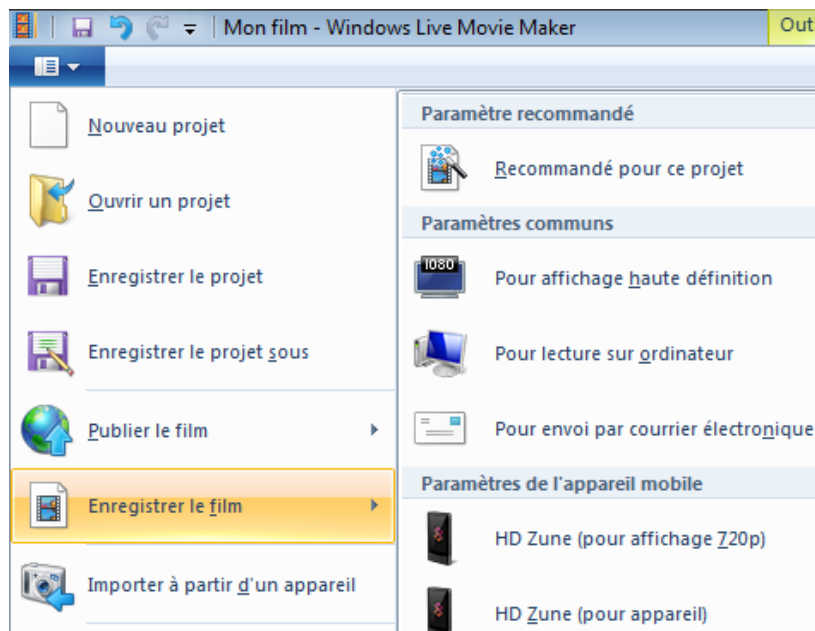 Mon film - Windows Live Movie Maker
Out
Nouveau projet
Ouvrir un projet
Enregistrer le projet
Enregistrer le projet sous
Publier le film
Enregistrer le film
Importer à partir d'un appareil
Paramètre recommandé
Recommandé pour ce projet
Paramètres communs
1080
Pour affichage haute définition
Pour lecture sur ordinateur
Pour envoi par courrier électronique
Paramètres de l'appareil mobile
HD Zune (pour affichage 720p)
HD Zune (pour appareil)